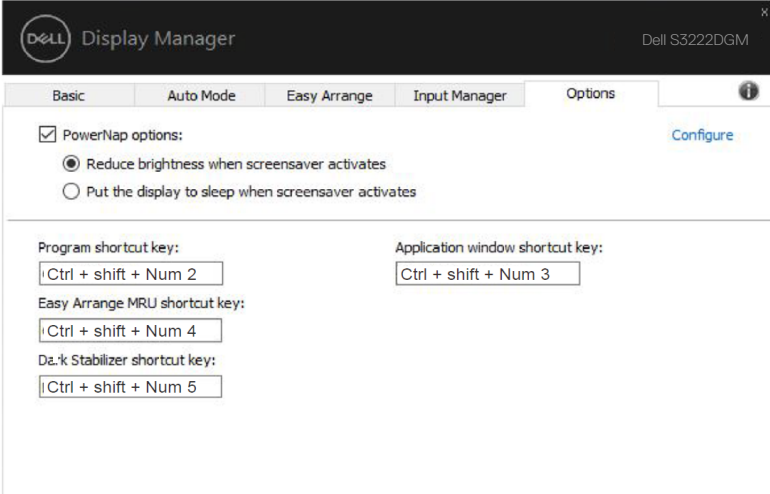 DELL Display Manager
X
Dell S3222DGM
Basic Auto Mode Easy Arrange Input Manager Options
PowerNap options: Configure
Reduce brightness when screensaver activates
Put the display to sleep when screensaver activates
Program shortcut key: Application window shortcut key:
Ctrl + shift + Num 2 Ctrl + shift + Num 3
Easy Arrange MRU shortcut key:
Ctrl + shift + Num 4
Dark Stabilizer shortcut key:
Ctrl + shift + Num 5